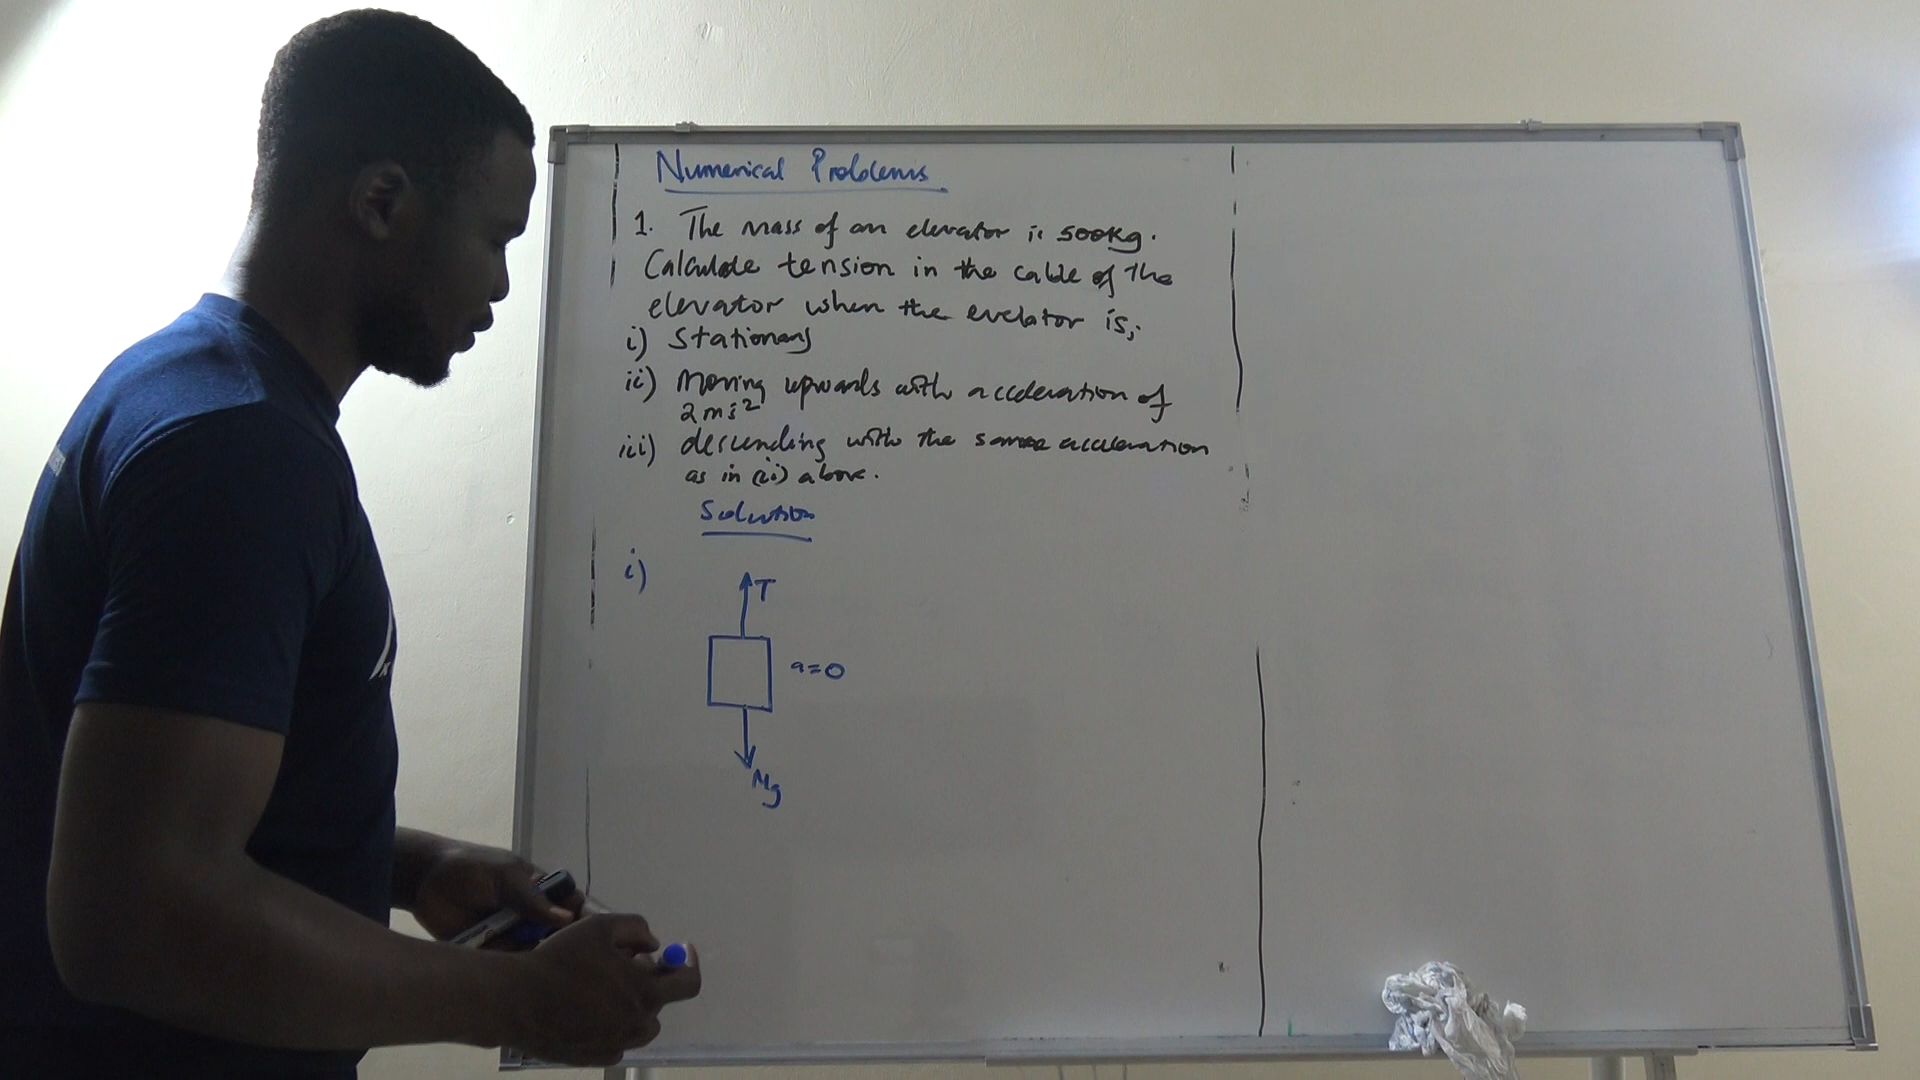 Numerical Problems
1. The mass of an elevator is 500kg.
Calculate tension in the cable of the
elevator when the evelator is;
i) Stationary
ii) Moving upwards with acceleration of
2ms²
iii) descending with the same acceleration
as in (ii) above.
Solution
i)
T
a=0
Mg